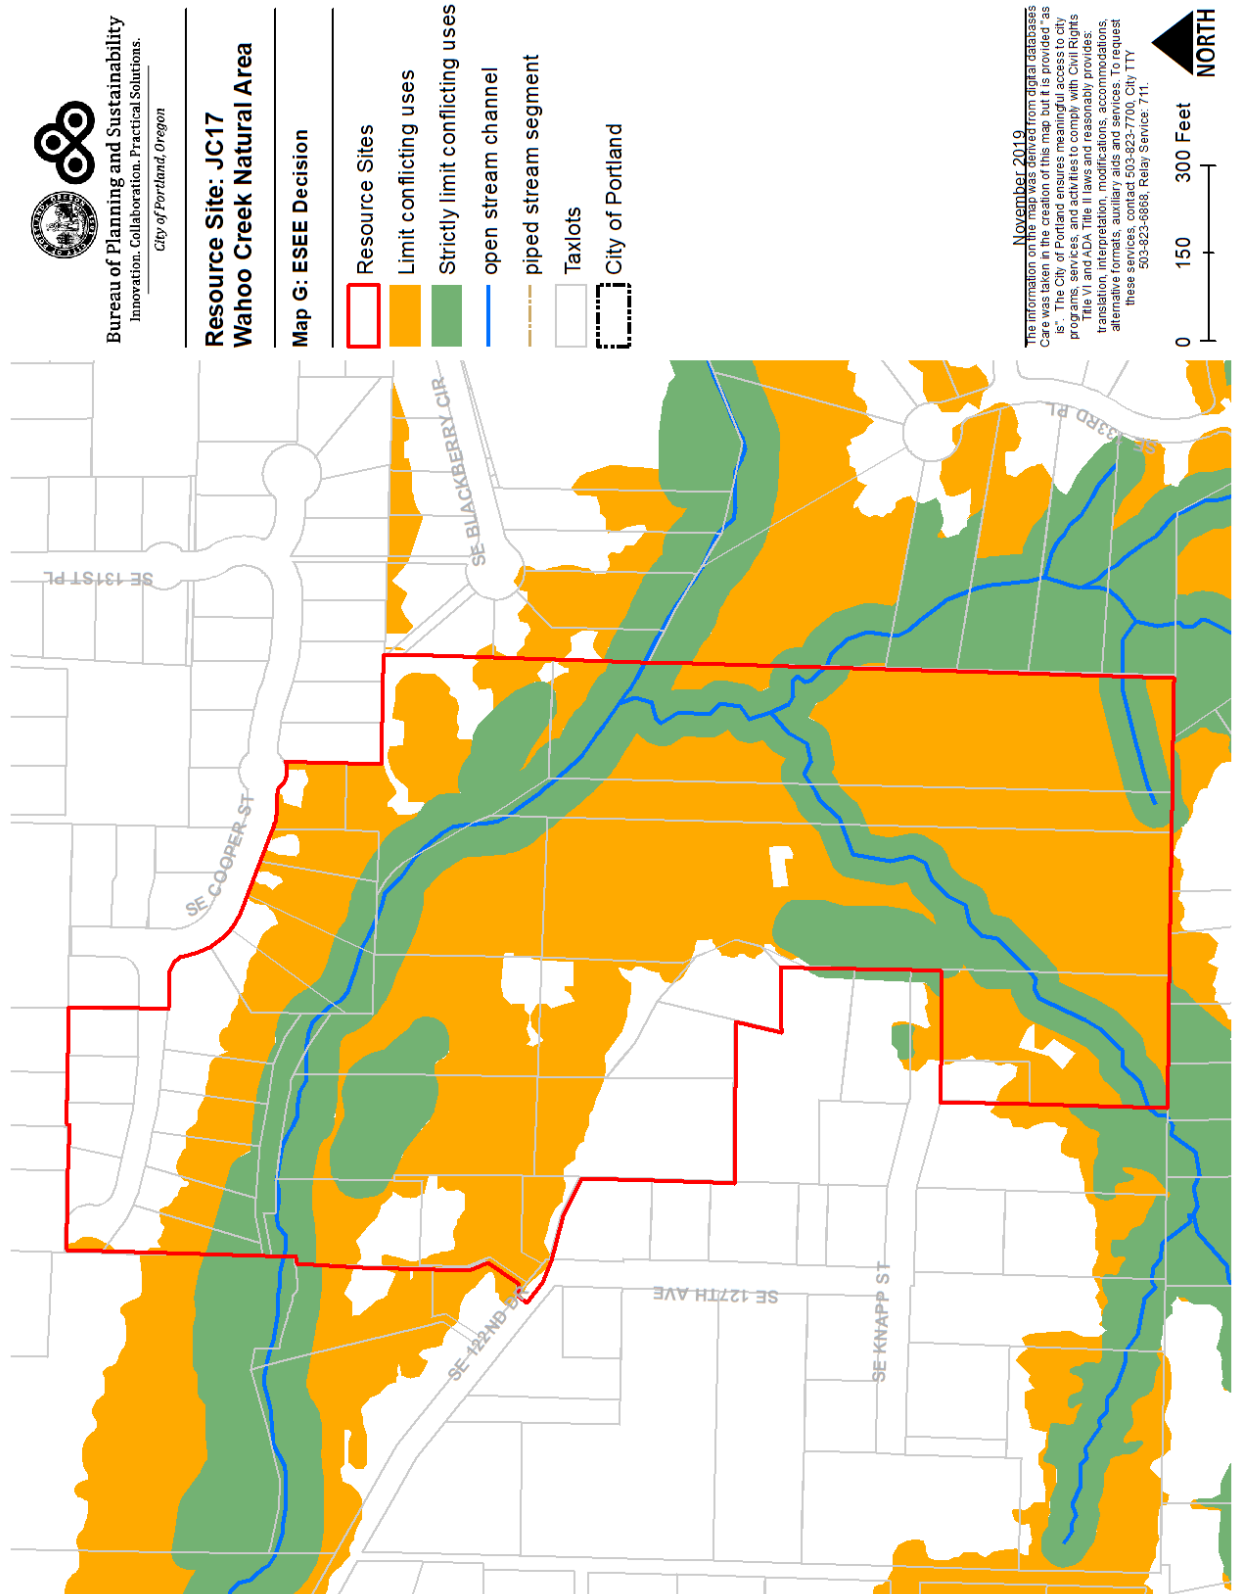 Bureau of Planning and Sustainability
Innovation. Collaboration. Practical Solutions.
City of Portland, Oregon
Resource Site: JC17
Wahoo Creek Natural Area
Map G: ESEE Decision
Resource Sites
Limit conflicting uses
Strictly limit conflicting uses
open stream channel
piped stream segment
Taxlots
City of Portland
November 2019
The information on the map was derived from digital databases
Care was taken in the creation of this map but it is provided "as
is". The City of Portland ensures meaningful access to city
programs, services, and activities to comply with Civil Rights
Title VI and ADA Title II laws and reasonably provides:
translation, interpretation, modifications, accommodations,
alternative formats, auxiliary aids and services. To request
these services, contact 503-823-7700, City TTY
503-823-6868, Relay Service: 711.
0 150 300 Feet
NORTH
SE 131ST PL
SE BLACKBERRY CIR
SE COOPER ST
SE 33RD PL
SE 122ND DR
SE 127TH AVE
SE KNAPP ST